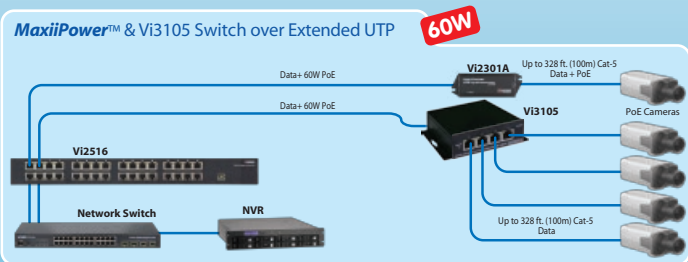 MaxiiPower™ & Vi3105 Switch over Extended UTP
60W
Data+ 60W PoE
Vi2301A
Up to 328 ft. (100m) Cat-5
Data + PoE
Data+ 60W PoE
Vi3105
PoE Cameras
Vi2516
Network Switch
NVR
Up to 328 ft. (100m) Cat-5
Data